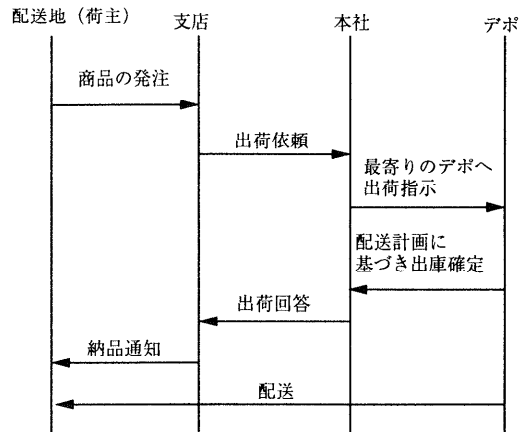 配送地（荷主）
支店
本社
デポ
商品の発注
出荷依頼
最寄りのデポへ
出荷指示
配送計画に
基づき出庫確定
出荷回答
納品通知
配送